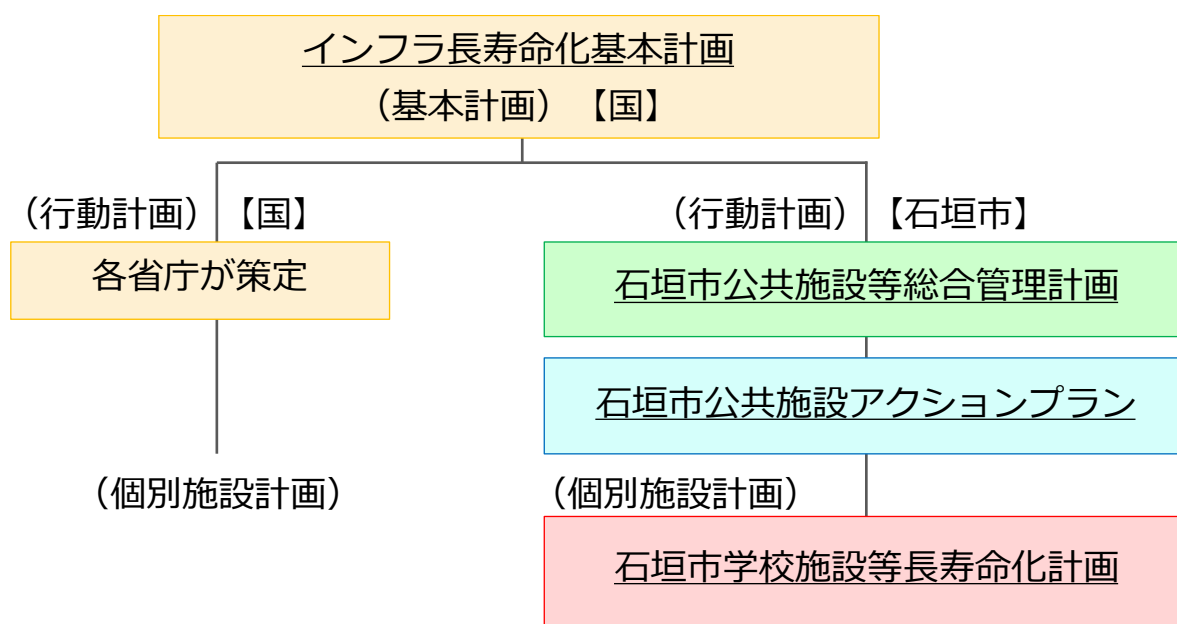 インフラ長寿命化基本計画
（基本計画）【国】
（行動計画）【国】
各省庁が策定
（個別施設計画）
（行動計画）【石垣市】
石垣市公共施設等総合管理計画
石垣市公共施設アクションプラン
（個別施設計画）
石垣市学校施設等長寿命化計画